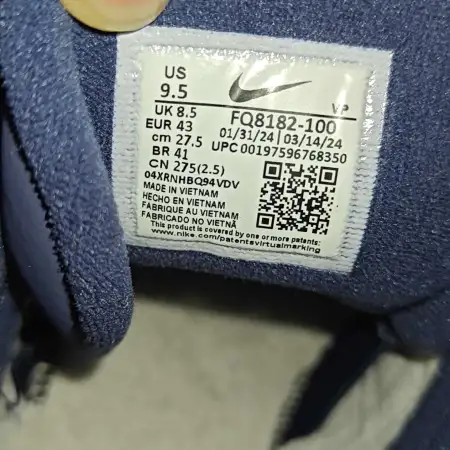 US
9.5
VP
UK 8.5
FQ8182-100
EUR 43
01/31/24 | 03/14/24
cm 27.5
UPC 00197596768350
BR 41
CN 275(2.5)
04XRNHBQ94VDV
MADE IN VIETNAM
HECHO EN VIETNAM
FABRIQUE AU VIETNAM
FABRICADO NO VIETNÃ
This product is covered by one or more patents:
www.nike.com/patentsvirtualmarking